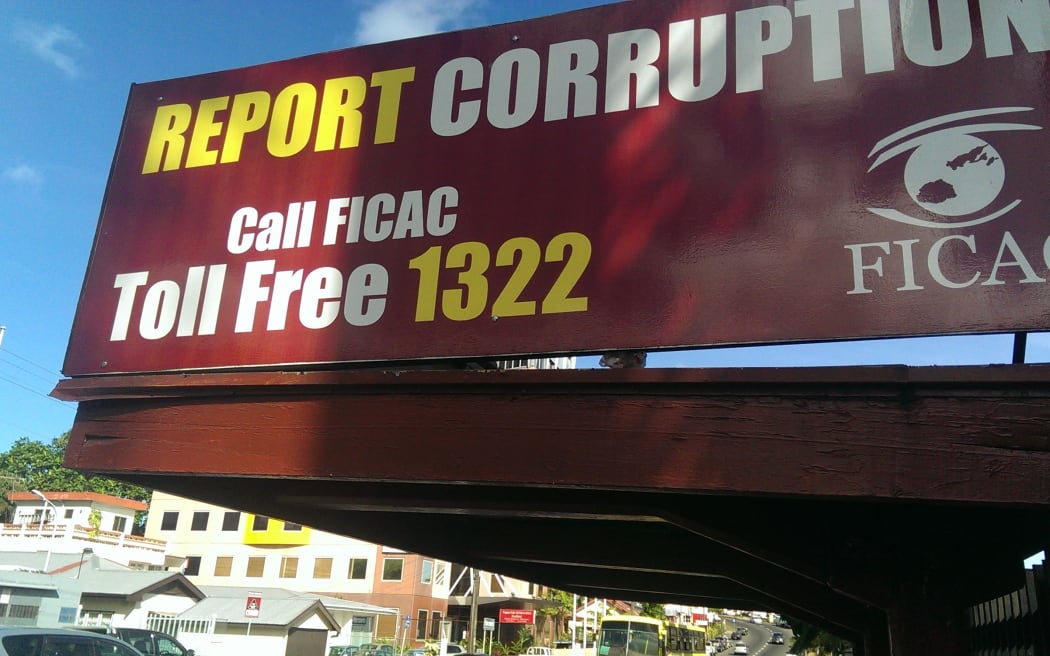 REPORT CORRUPTION
Call FICAC
Toll Free 1322
FICAC